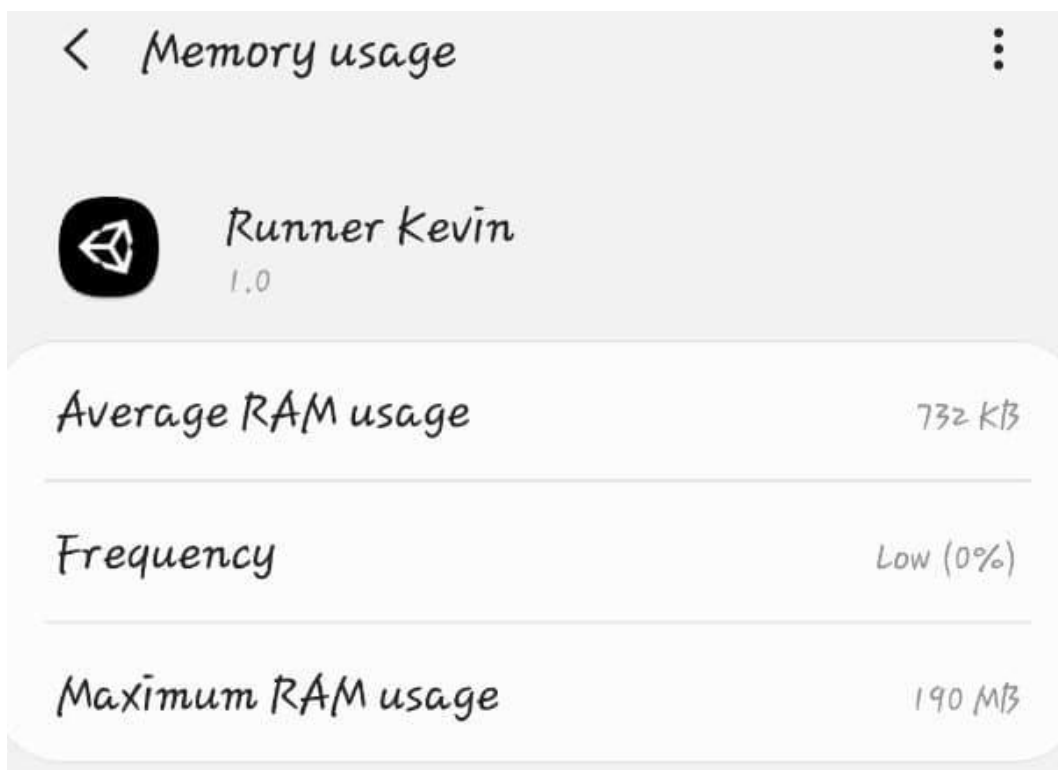 Memory usage
Runner Kevin
1.0
Average RAM usage 732 KB
Frequency Low (0%)
Maximum RAM usage 190 MB